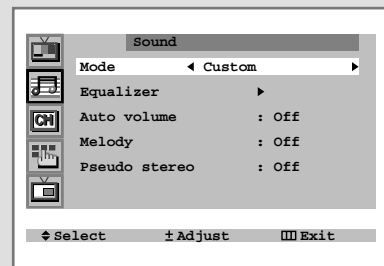 Sound
Mode ◀ Custom ▶
Equalizer ▶
Auto volume : Off
CH
Melody : Off
Pseudo stereo : Off
Select ± Adjust Exit